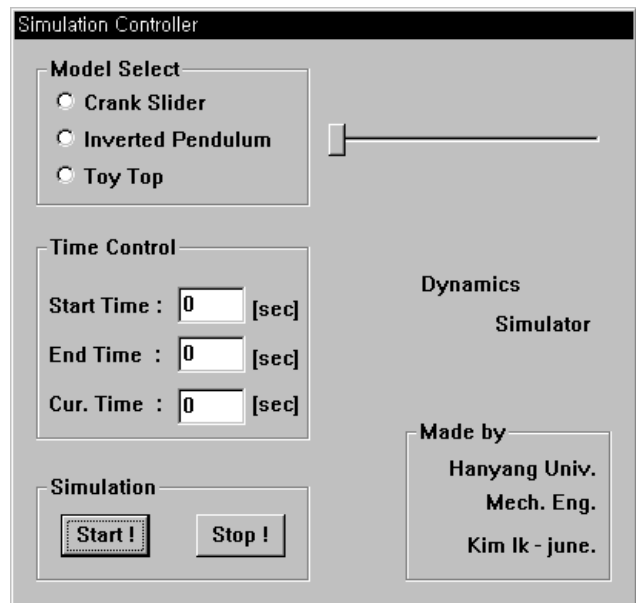 Simulation Controller
Model Select
Crank Slider
Inverted Pendulum
Toy Top
Time Control
Start Time : 0 [sec]
End Time : 0 [sec]
Cur. Time : 0 [sec]
Simulation
Start ! Stop !
Dynamics
Simulator
Made by
Hanyang Univ.
Mech. Eng.
Kim Ik - june.